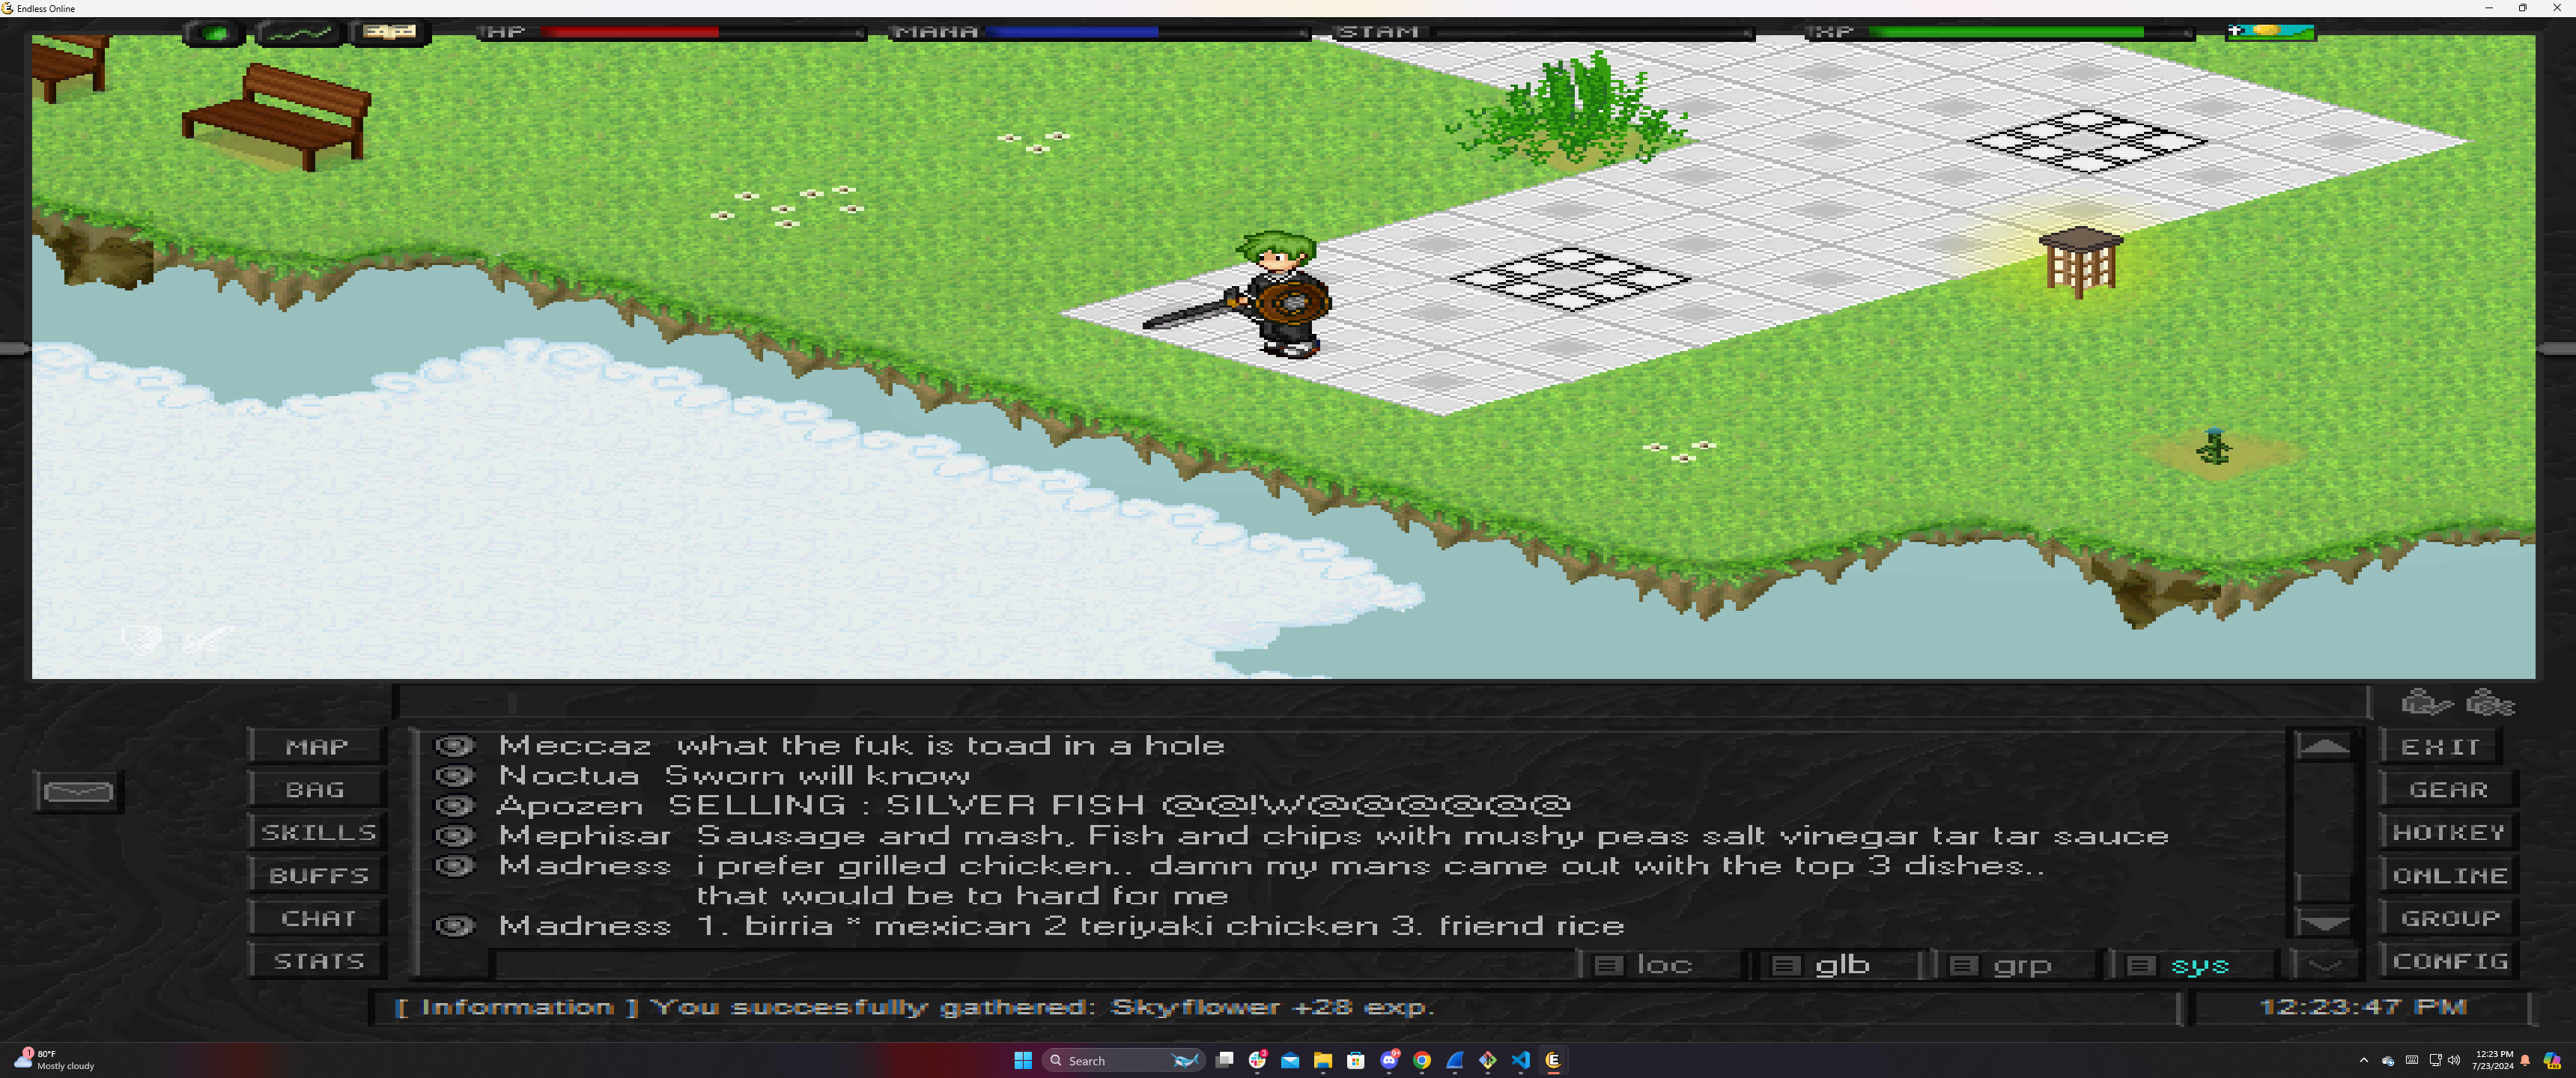 Endless Online
HP
MANA
STAM
XP
MAP
BAG
SKILLS
BUFFS
CHAT
STATS
Meccaz what the fuk is toad in a hole
Noctua Sworn will know
Apozen SELLING : SILVER FISH @@!W@@@@@@
Mephisar Sausage and mash, Fish and chips with mushy peas salt vinegar tar tar sauce
Madness i prefer grilled chicken.. damn my mans came out with the top 3 dishes..
that would be to hard for me
Madness 1. birria * mexican 2 teriyaki chicken 3. friend rice
loc glb grp sys
EXIT
GEAR
HOTKEY
ONLINE
GROUP
CONFIG
[ Information ] You succesfully gathered: Skyflower +28 exp.
12:23:47 PM
1
80°F
Mostly cloudy
Search
3
9+
12:23 PM
7/23/2024